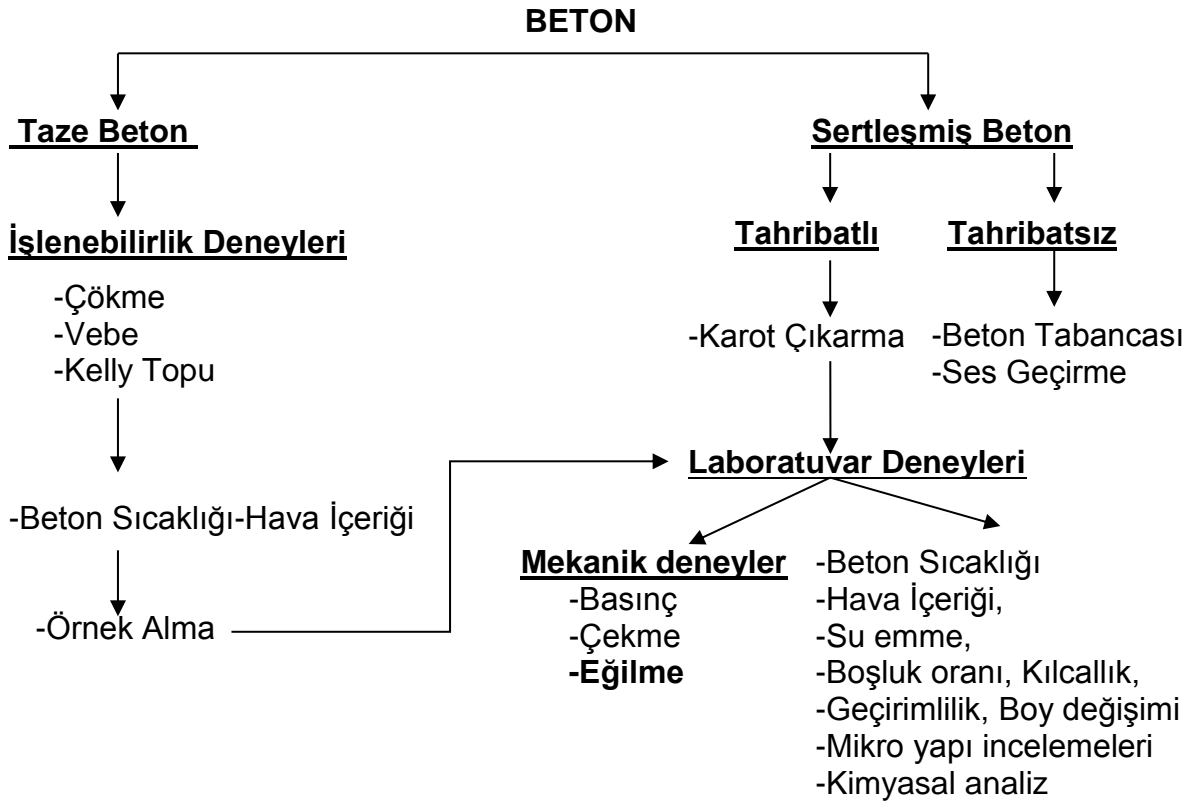 BETON
Taze Beton
İşlenebilirlik Deneyleri
-Çökme
-Vebe
-Kelly Topu
-Beton Sıcaklığı-Hava İçeriği
-Örnek Alma
Sertleşmiş Beton
Tahribatlı
-Karot Çıkarma
Tahribatsız
-Beton Tabancası
-Ses Geçirme
Laboratuvar Deneyleri
Mekanik deneyler
-Basınç
-Çekme
-Eğilme
-Beton Sıcaklığı
-Hava İçeriği,
-Su emme,
-Boşluk oranı, Kılcallık,
-Geçirimlilik, Boy değişimi
-Mikro yapı incelemeleri
-Kimyasal analiz